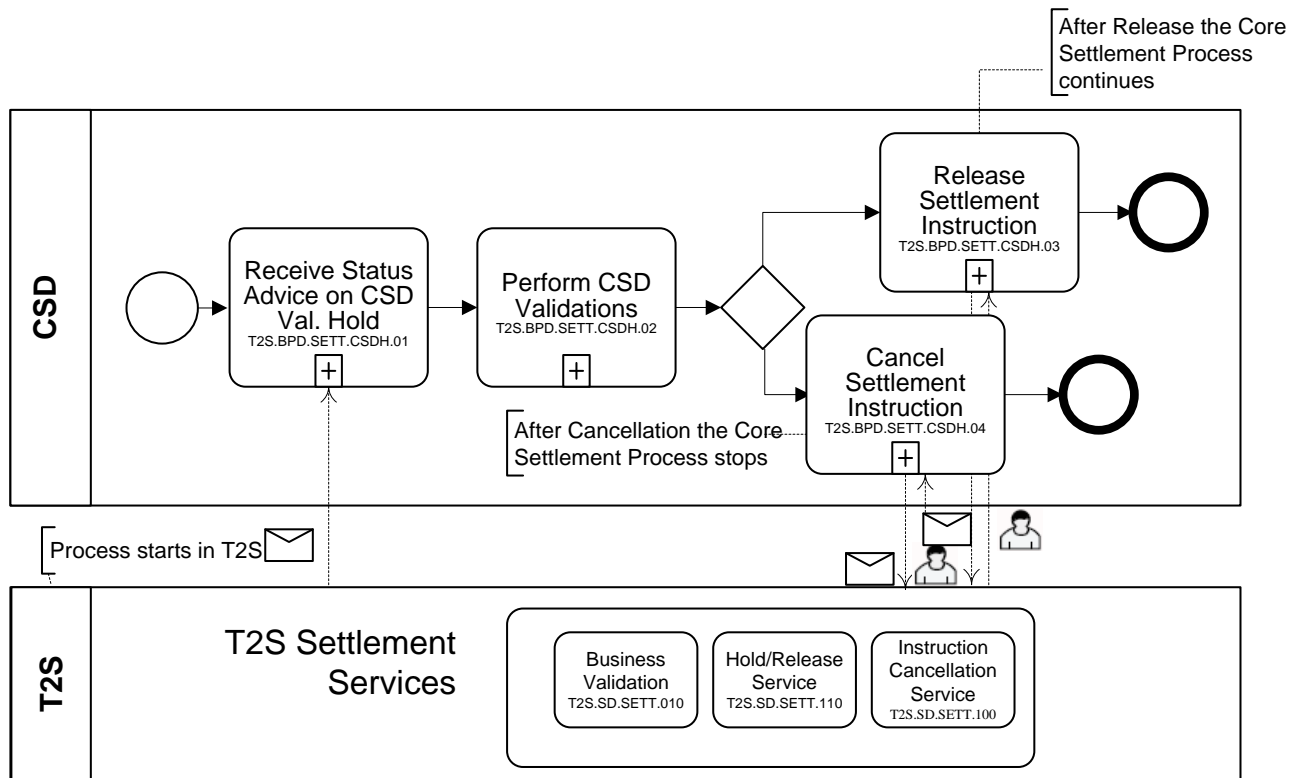 After Release the Core
Settlement Process
continues
CSD
Release
Settlement
Instruction
T2S.BPD.SETT.CSDH.03
+
Receive Status
Advice on CSD
Val. Hold
T2S.BPD.SETT.CSDH.01
+
Perform CSD
Validations
T2S.BPD.SETT.CSDH.02
+
Cancel
Settlement
Instruction
T2S.BPD.SETT.CSDH.04
+
After Cancellation the Core
Settlement Process stops
Process starts in T2S
T2S
T2S Settlement
Services
Business
Validation
T2S.SD.SETT.010
Hold/Release
Service
T2S.SD.SETT.110
Instruction
Cancellation
Service
T2S.SD.SETT.100